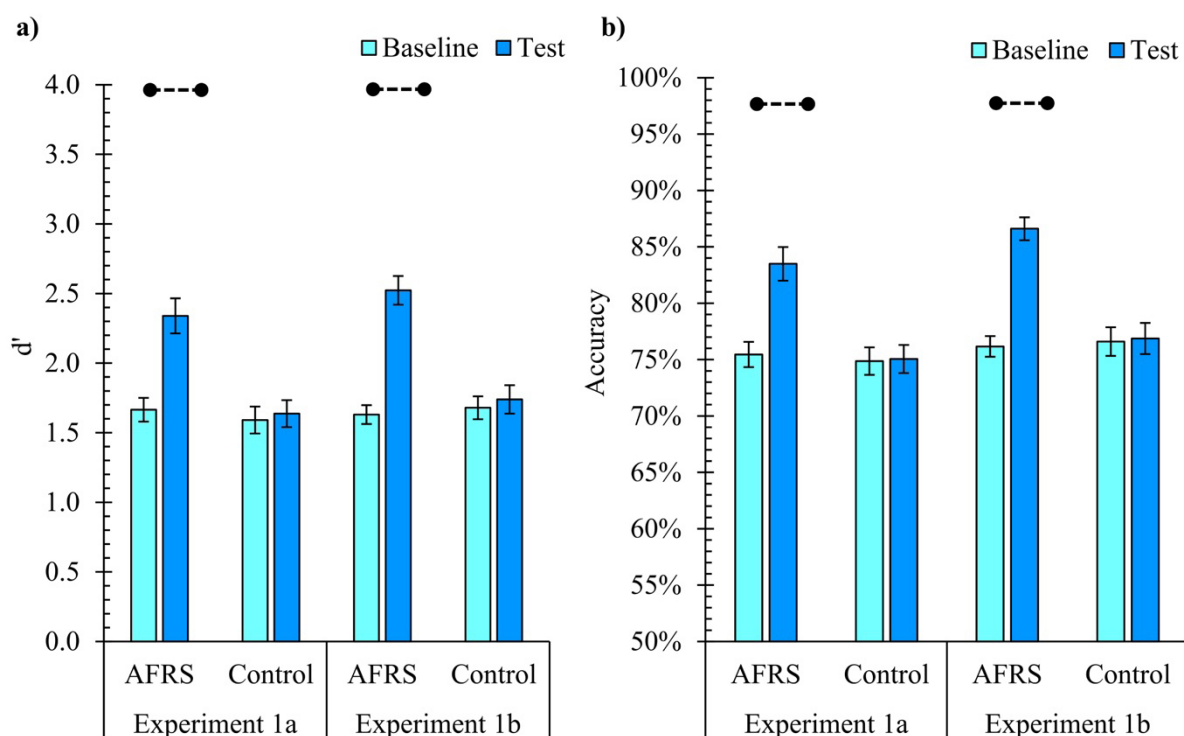 a)
Baseline Test
4.0
3.5
3.0
2.5
2.0
1.5
1.0
0.5
0.0
d'
AFRS Control AFRS Control
Experiment 1a Experiment 1b
b)
Baseline Test
100%
95%
90%
85%
80%
75%
70%
65%
60%
55%
50%
Accuracy
AFRS Control AFRS Control
Experiment 1a Experiment 1b